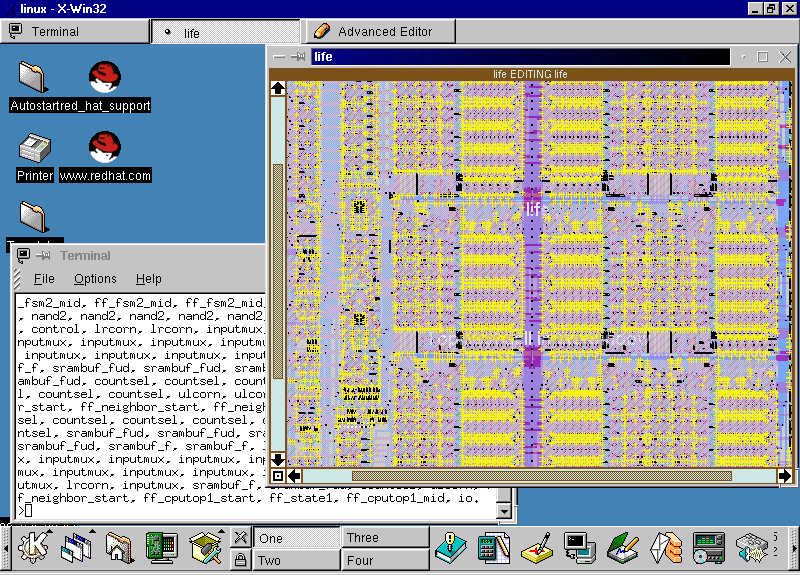 linux - X-Win32
Terminal
life
Advanced Editor
life
life EDITING life
Autostart
red_hat_support
Printer
www.redhat.com
Terminal
File Options Help
_fsm2_mid, ff_fsm2_mid, ff_fsm2_mid,
, nand2, nand2, nand2, nand2, nand2,
, control, lrcorn, lrcorn, inputmux,
nputmux, inputmux, inputmux, inputmu
 inputmux, inputmux, inputmux, input
f_f, srambuf_fud, srambuf_fud, sramb
ambuf_fud, countsel, countsel, count
l, countsel, countsel, ulcorn, ulcor
r_start, ff_neighbor_start, ff_neigh
sel, countsel, countsel, countsel, c
ntsel, srambuf_fud, srambuf_fud, sra
srambuf_fud, srambuf_f, srambuf_f, i
x, inputmux, inputmux, inputmux, inp
mux, inputmux, inputmux, inputmux, i
utmux, lrcorn, inputmux, srambuf_f,
f_neighbor_start, ff_cputop1_start, ff_state1, ff_cputop1_mid, io.
>
lif
One
Three
Two
Four